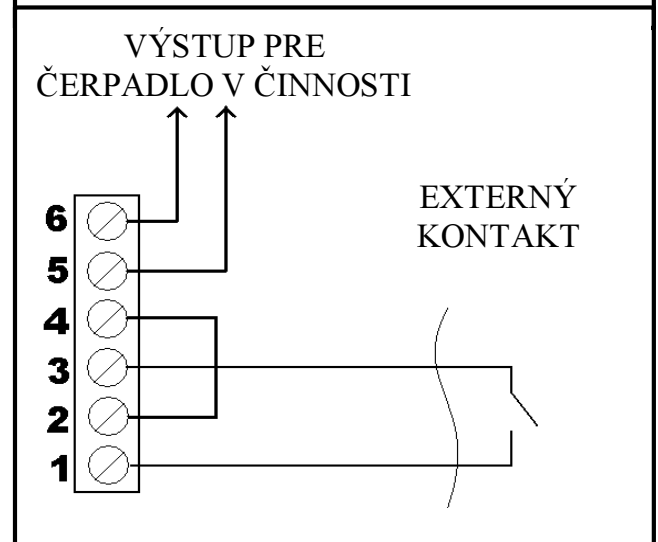 VÝSTUP PRE
ČERPADLO V ČINNOSTI
EXTERNÝ
KONTAKT
6
5
4
3
2
1